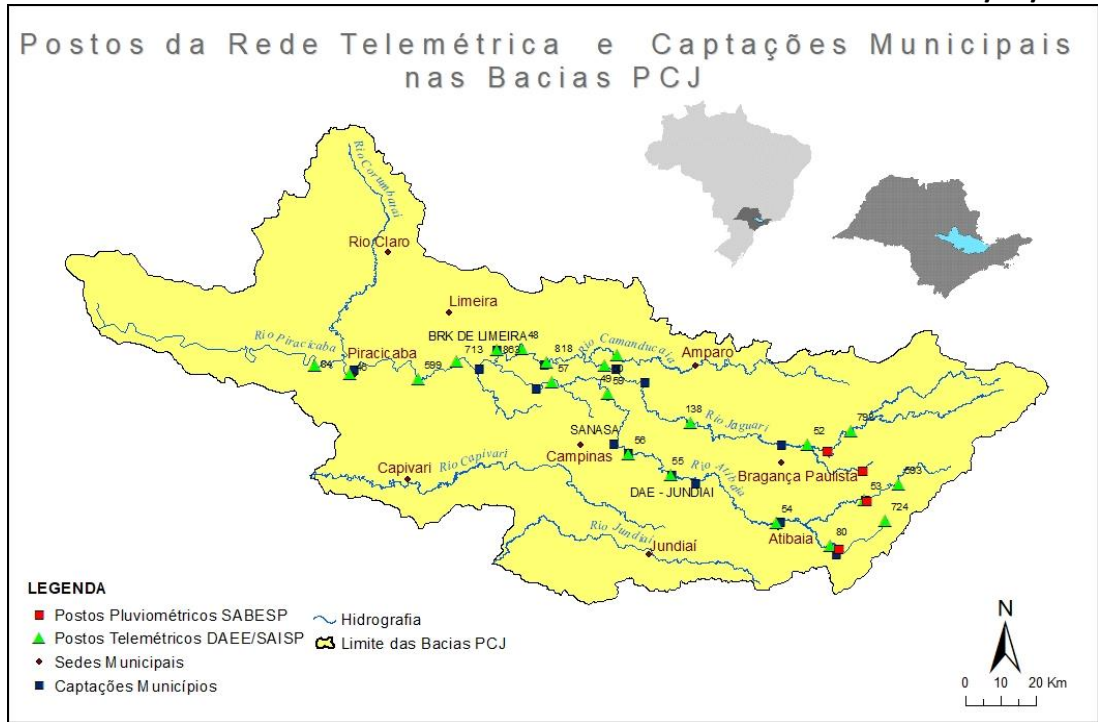 Postos da Rede Telemétrica e Captações Municipais
nas Bacias PCJ
Rio Corumbataí
Rio Claro
Limeira
Rio Piracicaba
Piracicaba
BRK DE LIMEIRA
48
713
818
Rio Camanducaia
Amparo
599
57
49
59
138
Rio Jaguari
52
SANASA
Campinas
56
Capivari
Rio Capivari
55
Rio Atibaia
Bragança Paulista
DAE - JUNDIAI
53
593
54
724
Atibaia
80
Rio Jundiaí
Jundiaí
LEGENDA
Postos Pluviométricos SABESP
Postos Telemétricos DAEE/SAISP
Sedes Municipais
Captações Municípios
Hidrografia
Limite das Bacias PCJ
N
0 10 20 Km